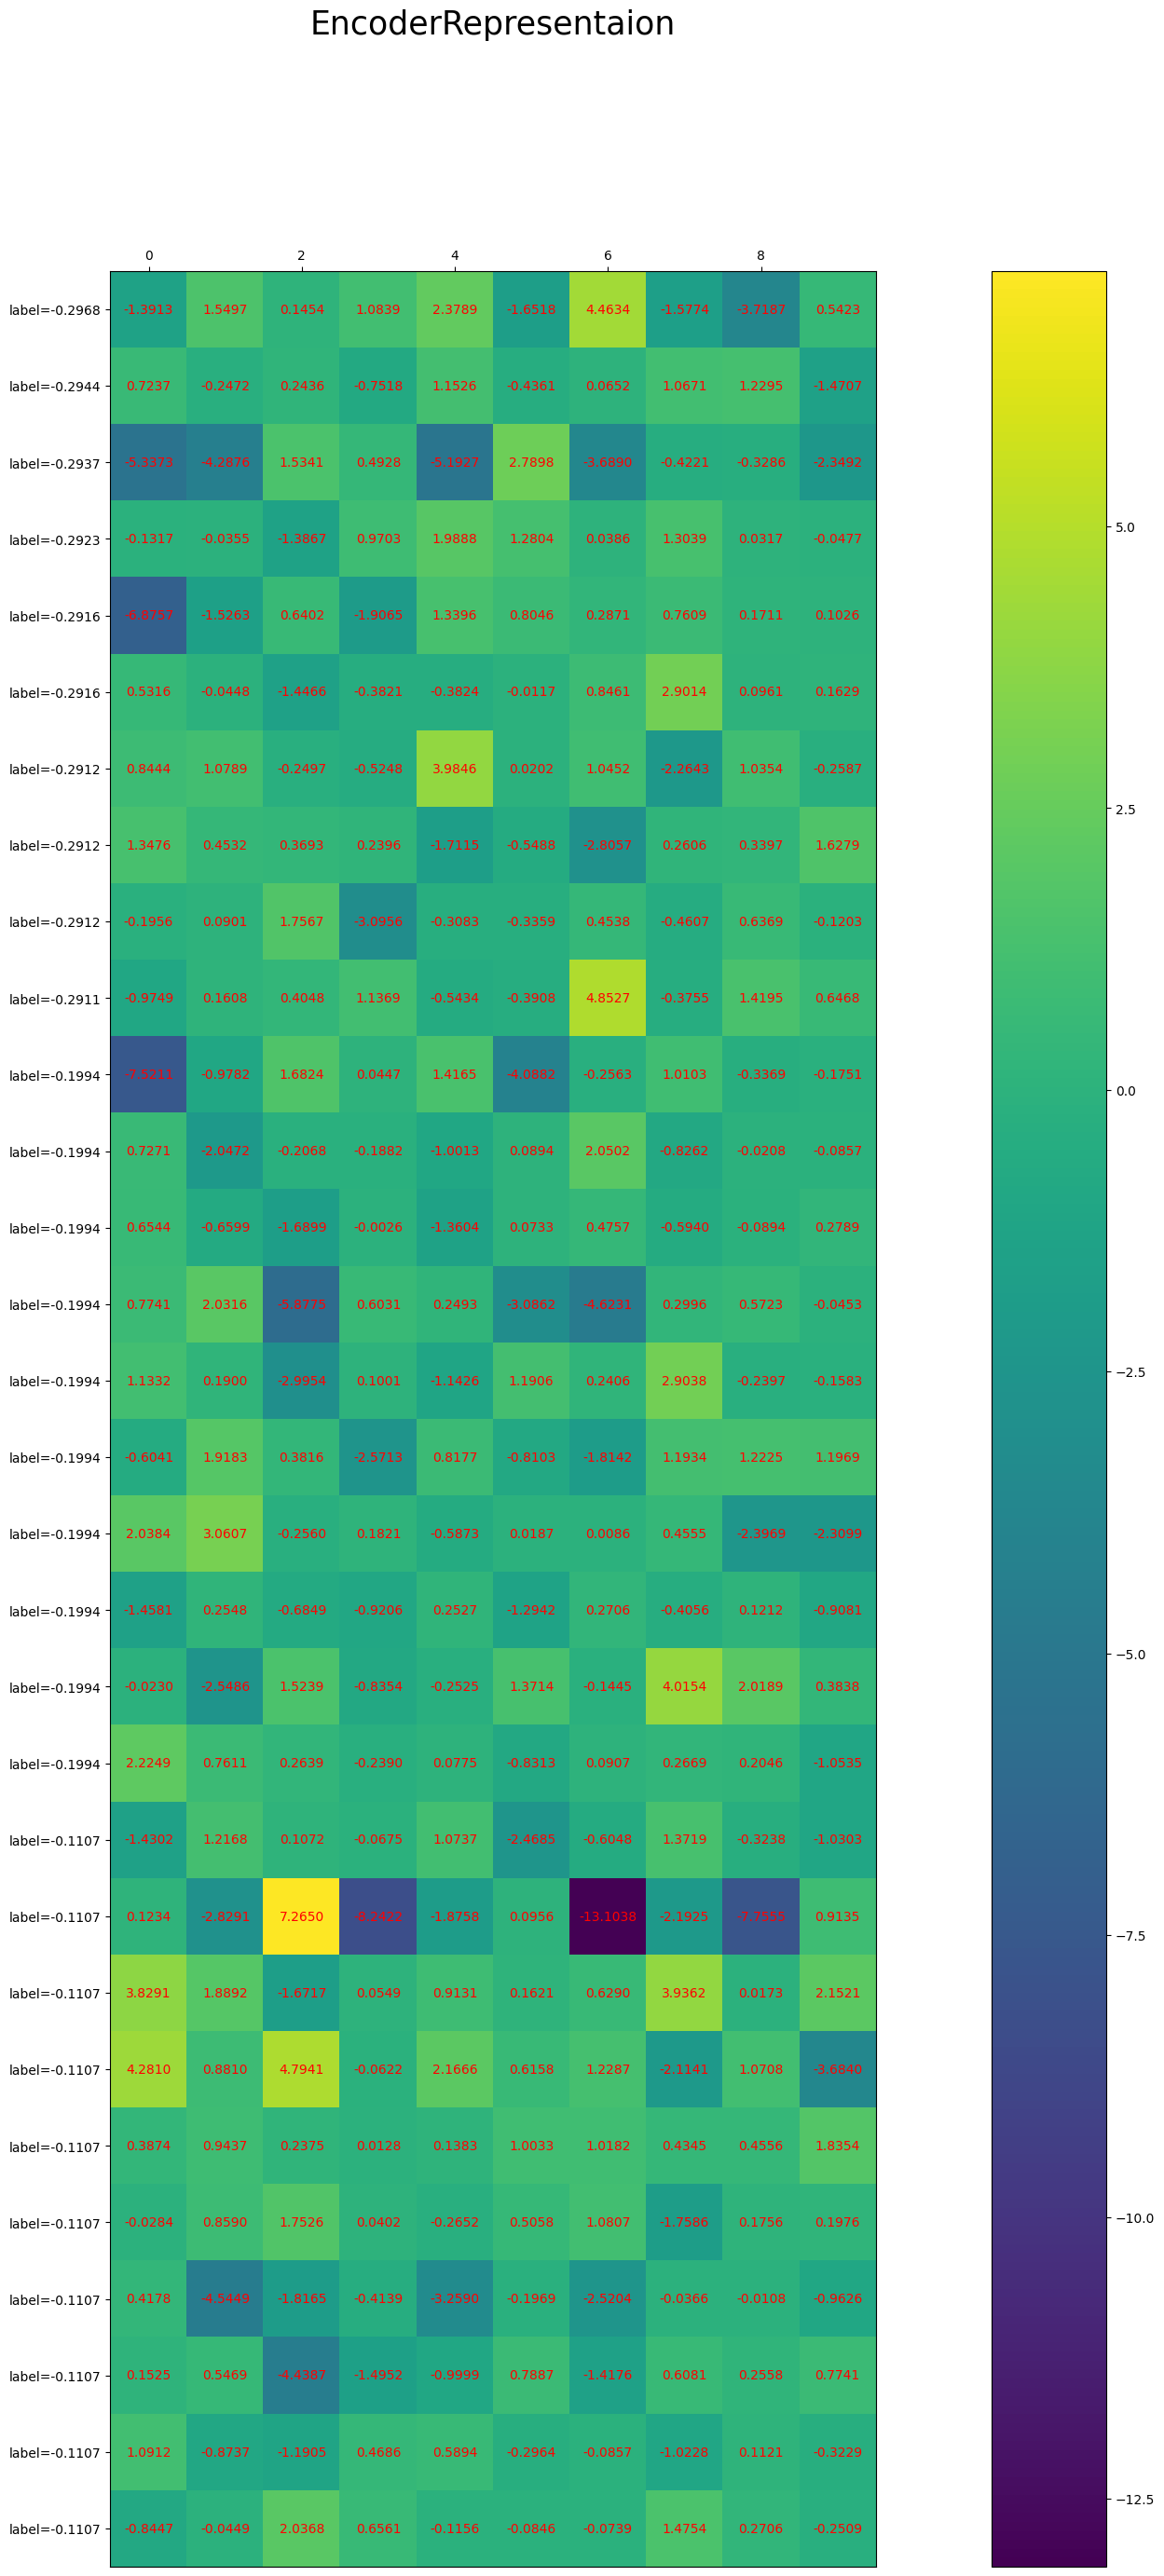 EncoderRepresentaion
0 2 4 6 8
label=-0.2968 -1.3913 1.5497 0.1454 1.0839 2.3789 -1.6518 4.4634 -1.5774 -3.7187 0.5423
label=-0.2944 0.7237 -0.2472 0.2436 -0.7518 1.1526 -0.4361 0.0652 1.0671 1.2295 -1.4707
label=-0.2937 -5.3373 -4.2876 1.5341 0.4928 -5.1927 2.7898 -3.6890 -0.4221 -0.3286 -2.3492
label=-0.2923 -0.1317 -0.0355 -1.3867 0.9703 1.9888 1.2804 0.0386 1.3039 0.0317 -0.0477
5.0
label=-0.2916 -6.8757 -1.5263 0.6402 -1.9065 1.3396 0.8046 0.2871 0.7609 0.1711 0.1026
label=-0.2916 0.5316 -0.0448 -1.4466 -0.3821 -0.3824 -0.0117 0.8461 2.9014 0.0961 0.1629
label=-0.2912 0.8444 1.0789 -0.2497 -0.5248 3.9846 0.0202 1.0452 -2.2643 1.0354 -0.2587
2.5
label=-0.2912 1.3476 0.4532 0.3693 0.2396 -1.7115 -0.5488 -2.8057 0.2606 0.3397 1.6279
label=-0.2912 -0.1956 0.0901 1.7567 -3.0956 -0.3083 -0.3359 0.4538 -0.4607 0.6369 -0.1203
label=-0.2911 -0.9749 0.1608 0.4048 1.1369 -0.5434 -0.3908 4.8527 -0.3755 1.4195 0.6468
label=-0.1994 -0.9782 1.6824 0.0447 1.4165 -4.0882 -0.2563 1.0103 -0.3369 -0.1751
0.0
label=-0.1994 0.7271 -2.0472 -0.2068 -0.1882 -1.0013 0.0894 2.0502 -0.8262 -0.0208 -0.0857
label=-0.1994 0.6544 -0.6599 -1.6899 -0.0026 -1.3604 0.0733 0.4757 -0.5940 -0.0894 0.2789
label=-0.1994 0.7741 2.0316 -5.8775 0.6031 0.2493 -3.0862 -4.6231 0.2996 0.5723 -0.0453
−2.5
label=-0.1994 1.1332 0.1900 -2.9954 0.1001 -1.1426 1.1906 0.2406 2.9038 -0.2397 -0.1583
label=-0.1994 -0.6041 1.9183 0.3816 -2.5713 0.8177 -0.8103 -1.8142 1.1934 1.2225 1.1969
label=-0.1994 2.0384 3.0607 -0.2560 0.1821 -0.5873 0.0187 0.0086 0.4555 -2.3969 -2.3099
label=-0.1994 -1.4581 0.2548 -0.6849 -0.9206 0.2527 -1.2942 0.2706 -0.4056 0.1212 -0.9081
−5.0
label=-0.1994 -0.0230 -2.5486 1.5239 -0.8354 -0.2525 1.3714 -0.1445 4.0154 2.0189 0.3838
label=-0.1994 2.2249 0.7611 0.2639 -0.2390 0.0775 -0.8313 0.0907 0.2669 0.2046 -1.0535
label=-0.1107 -1.4302 1.2168 0.1072 -0.0675 1.0737 -2.4685 -0.6048 1.3719 -0.3238 -1.0303
label=-0.1107 0.1234 -2.8291 7.2650 -1.8758 0.0956 -13.1038 -2.1925 0.9135
−7.5
label=-0.1107 3.8291 1.8892 -1.6717 0.0549 0.9131 0.1621 0.6290 3.9362 0.0173 2.1521
label=-0.1107 4.2810 0.8810 4.7941 -0.0622 2.1666 0.6158 1.2287 -2.1141 1.0708 -3.6840
label=-0.1107 0.3874 0.9437 0.2375 0.0128 0.1383 1.0033 1.0182 0.4345 0.4556 1.8354
−10.0
label=-0.1107 -0.0284 0.8590 1.7526 0.0402 -0.2652 0.5058 1.0807 -1.7586 0.1756 0.1976
label=-0.1107 0.4178 -4.5449 -1.8165 -0.4139 -3.2590 -0.1969 -2.5204 -0.0366 -0.0108 -0.9626
label=-0.1107 0.1525 0.5469 -4.4387 -1.4952 -0.9999 0.7887 -1.4176 0.6081 0.2558 0.7741
label=-0.1107 1.0912 -0.8737 -1.1905 0.4686 0.5894 -0.2964 -0.0857 -1.0228 0.1121 -0.3229
−12.5
label=-0.1107 -0.8447 -0.0449 2.0368 0.6561 -0.1156 -0.0846 -0.0739 1.4754 0.2706 -0.2509